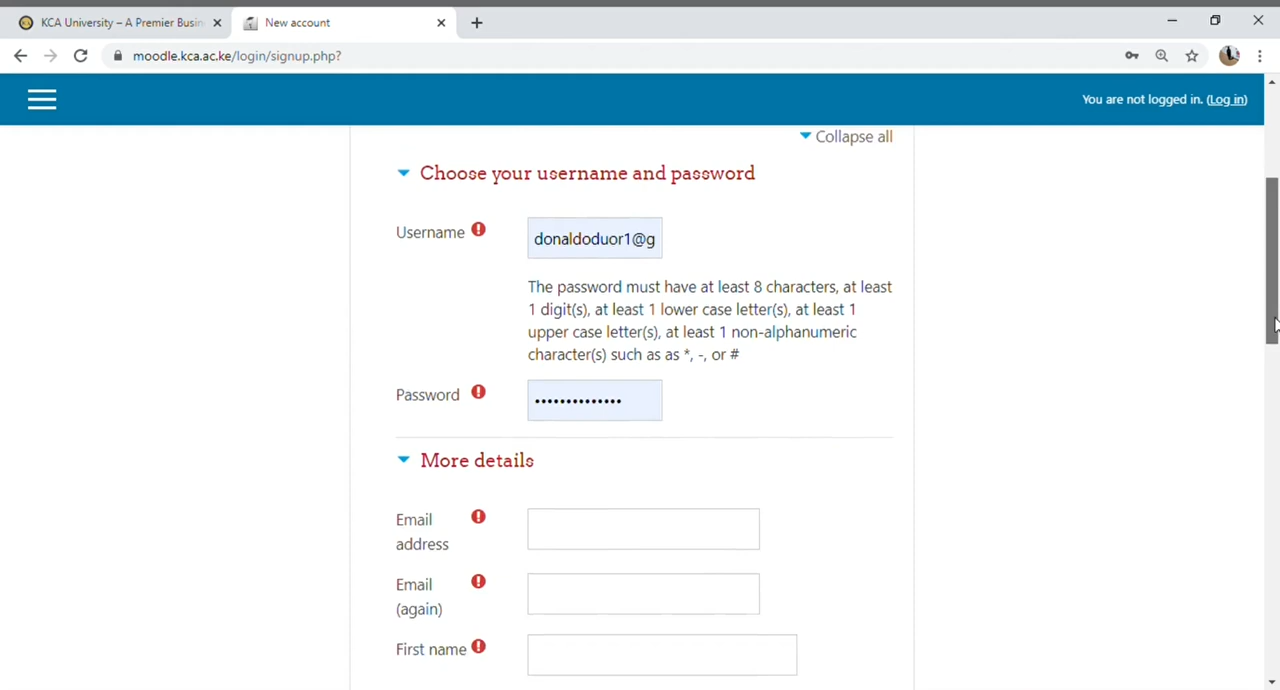 KCA University – A Premier Busin
New account
moodle.kca.ac.ke/login/signup.php?
You are not logged in. (Log in)
Collapse all
Choose your username and password
Username
donaldoduor1@g
The password must have at least 8 characters, at least
1 digit(s), at least 1 lower case letter(s), at least 1
upper case letter(s), at least 1 non-alphanumeric
character(s) such as as *, -, or #
Password
••••••••••••••
More details
Email
address
Email
(again)
First name